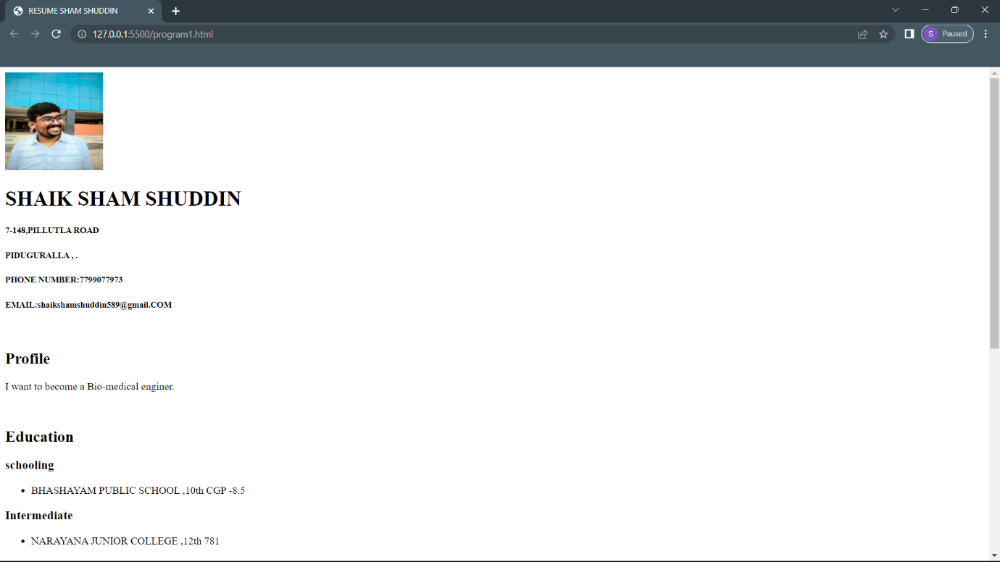 RESUME SHAM SHUDDIN
127.0.0.1:5500/program1.html
S Paused
SHAIK SHAM SHUDDIN
7-148,PILLUTLA ROAD
PIDUGURALLA , .
PHONE NUMBER:7799077973
EMAIL:shaikshamshuddin589@gmail.COM
Profile
I want to become a Bio-medical enginer.
Education
schooling
• BHASHAYAM PUBLIC SCHOOL ,10th CGP -8.5
Intermediate
• NARAYANA JUNIOR COLLEGE ,12th 781